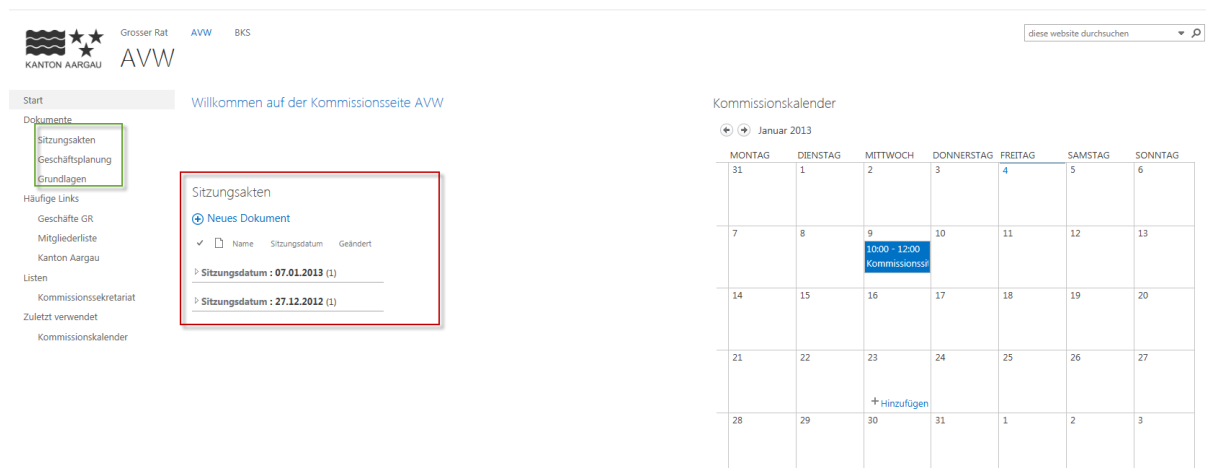 Grosser Rat AVW BKS
diese website durchsuchen
KANTON AARGAU
AVW
Start
Dokumente
Sitzungsakten
Geschäftsplanung
Grundlagen
Häufige Links
Geschäfte GR
Mitgliederliste
Kanton Aargau
Listen
Kommissionssekretariat
Zuletzt verwendet
Kommissionskalender
Willkommen auf der Kommissionsseite AVW
Sitzungsakten
Neues Dokument
Name Sitzungsdatum Geändert
Sitzungsdatum : 07.01.2013 (1)
Sitzungsdatum : 27.12.2012 (1)
Kommissionskalender
Januar 2013
MONTAG DIENSTAG MITTWOCH DONNERSTAG FREITAG SAMSTAG SONNTAG
31 1 2 3 4 5 6
7 8 9 10 11 12 13
10:00 - 12:00
Kommissionssit
14 15 16 17 18 19 20
21 22 23 24 25 26 27
+ Hinzufügen
28 29 30 31 1 2 3